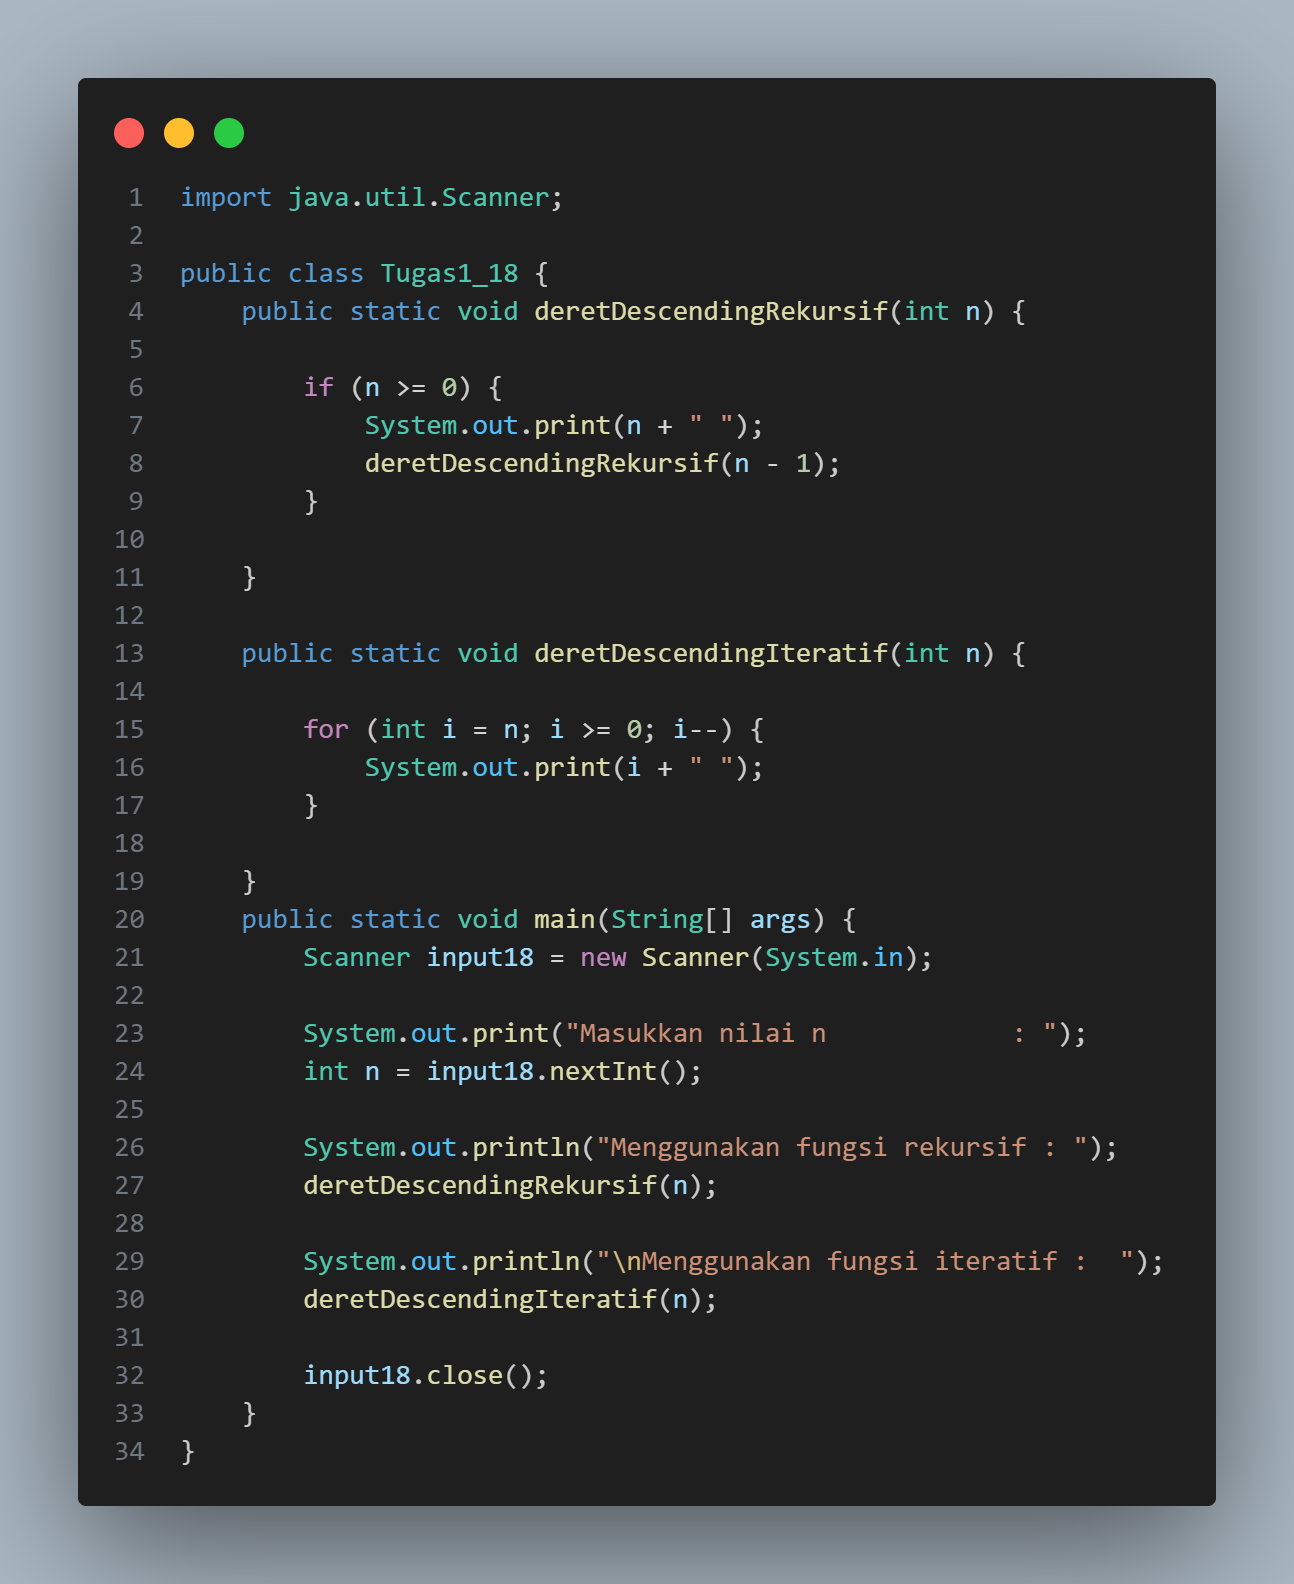 1 import java.util.Scanner;
2
3 public class Tugas1_18 {
4     public static void deretDescendingRekursif(int n) {
5
6         if (n >= 0) {
7             System.out.print(n + " ");
8             deretDescendingRekursif(n - 1);
9         }
10
11     }
12
13     public static void deretDescendingIteratif(int n) {
14
15         for (int i = n; i >= 0; i--) {
16             System.out.print(i + " ");
17         }
18
19     }
20     public static void main(String[] args) {
21         Scanner input18 = new Scanner(System.in);
22
23         System.out.print("Masukkan nilai n            : ");
24         int n = input18.nextInt();
25
26         System.out.println("Menggunakan fungsi rekursif : ");
27         deretDescendingRekursif(n);
28
29         System.out.println("\nMenggunakan fungsi iteratif :  ");
30         deretDescendingIteratif(n);
31
32         input18.close();
33     }
34 }